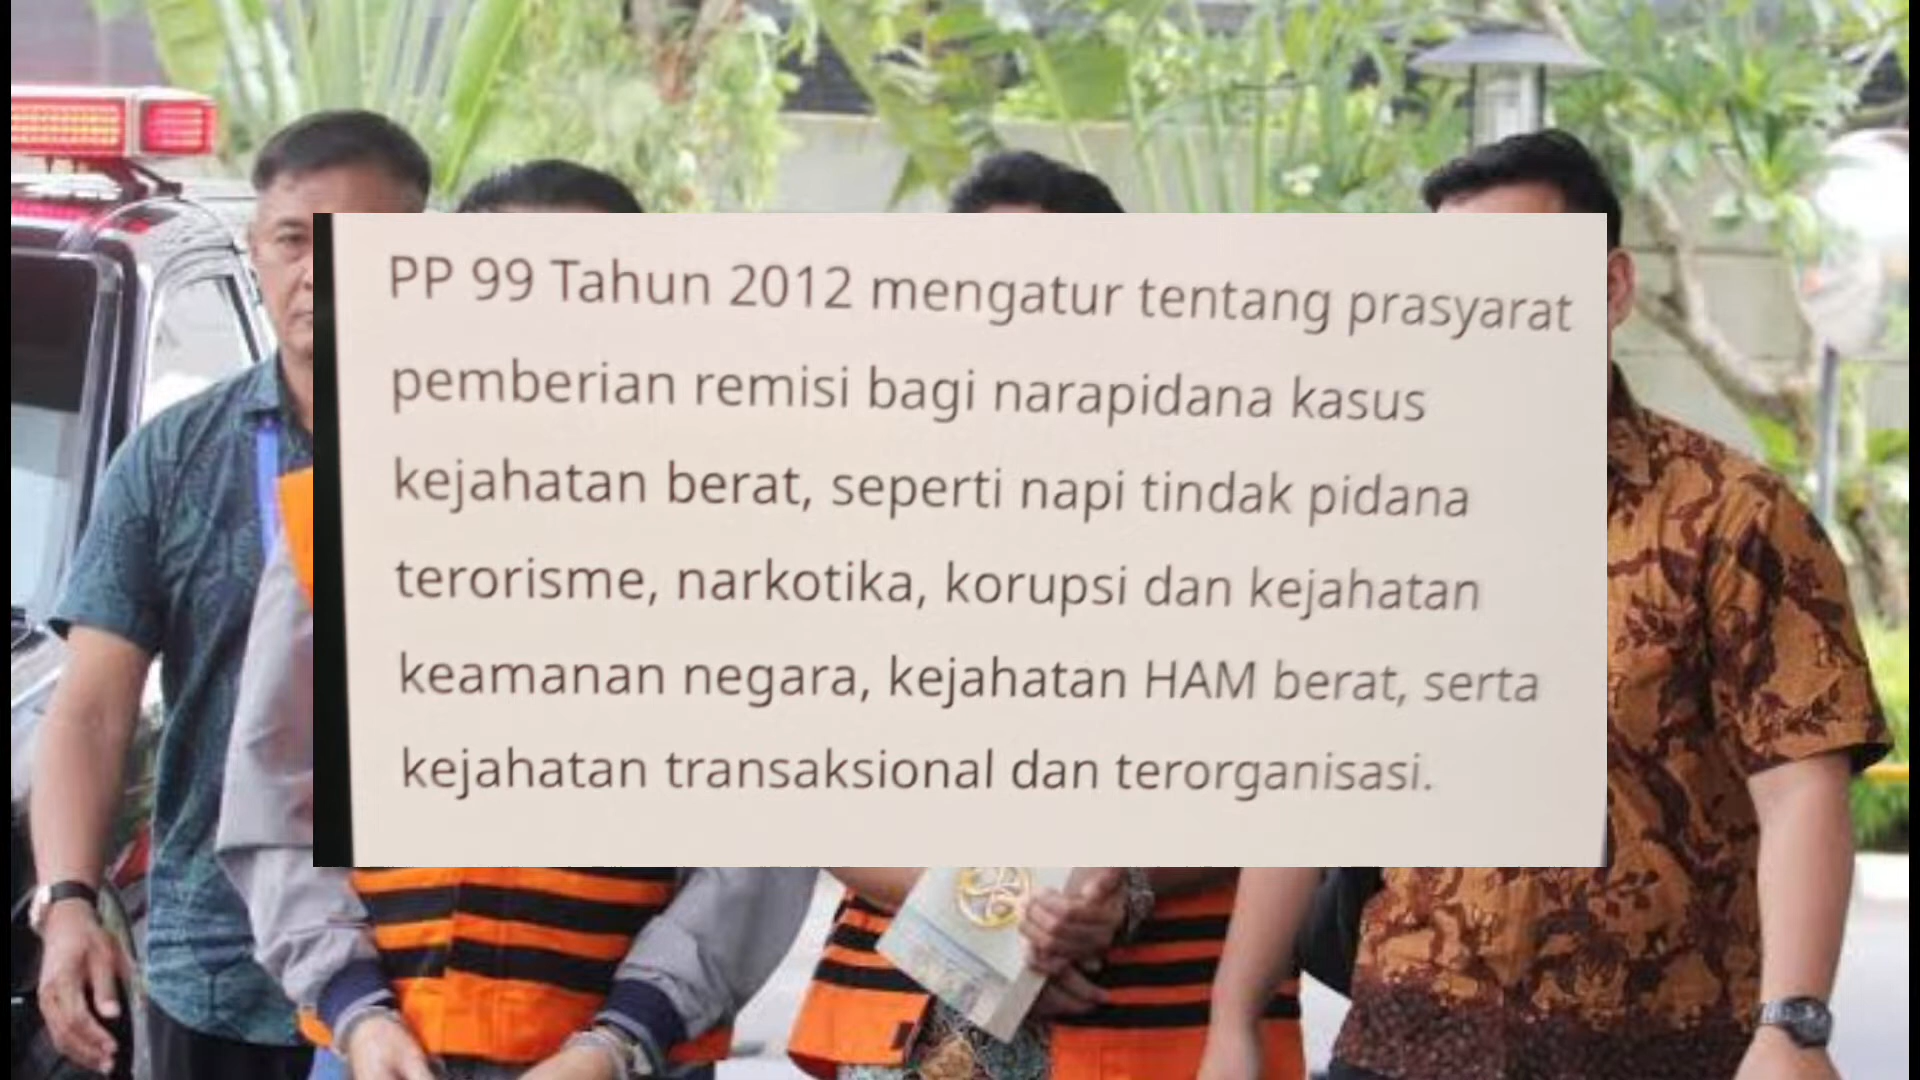 PP 99 Tahun 2012 mengatur tentang prasyarat
pemberian remisi bagi narapidana kasus
kejahatan berat, seperti napi tindak pidana
terorisme, narkotika, korupsi dan kejahatan
keamanan negara, kejahatan HAM berat, serta
kejahatan transaksional dan terorganisasi.